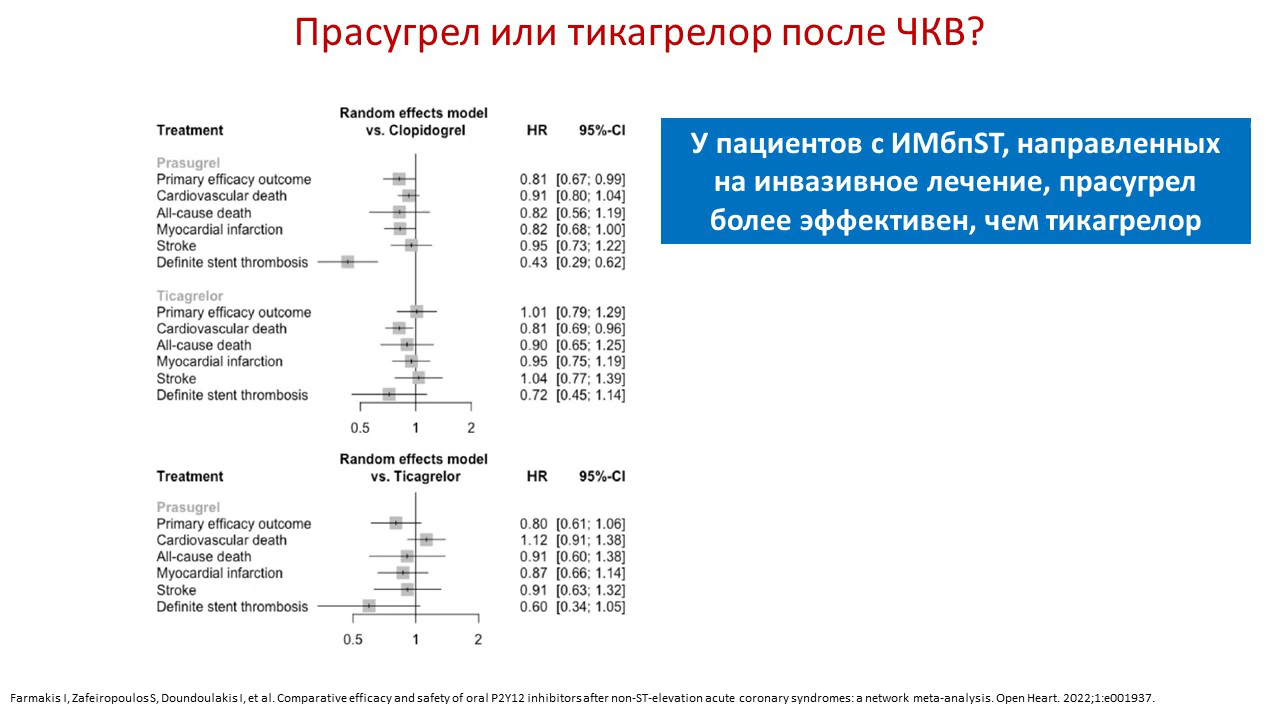 Прасугрел или тикагрелор после ЧКВ?
Random effects model
Treatment vs. Clopidogrel HR 95%-CI
Prasugrel
Primary efficacy outcome 0.81 [0.67; 0.99]
Cardiovascular death 0.91 [0.80; 1.04]
All-cause death 0.82 [0.56; 1.19]
Myocardial infarction 0.82 [0.68; 1.00]
Stroke 0.95 [0.73; 1.22]
Definite stent thrombosis 0.43 [0.29; 0.62]
Ticagrelor
Primary efficacy outcome 1.01 [0.79; 1.29]
Cardiovascular death 0.81 [0.69; 0.96]
All-cause death 0.90 [0.65; 1.25]
Myocardial infarction 0.95 [0.75; 1.19]
Stroke 1.04 [0.77; 1.39]
Definite stent thrombosis 0.72 [0.45; 1.14]
0.5 1 2
Random effects model
Treatment vs. Ticagrelor HR 95%-CI
Prasugrel
Primary efficacy outcome 0.80 [0.61; 1.06]
Cardiovascular death 1.12 [0.91; 1.38]
All-cause death 0.91 [0.60; 1.38]
Myocardial infarction 0.87 [0.66; 1.14]
Stroke 0.91 [0.63; 1.32]
Definite stent thrombosis 0.60 [0.34; 1.05]
0.5 1 2
У пациентов с ИМбпST, направленных
на инвазивное лечение, прасугрел
более эффективен, чем тикагрелор
Farmakis I, Zafeiropoulos S, Doundoulakis I, et al. Comparative efficacy and safety of oral P2Y12 inhibitors after non-ST-elevation acute coronary syndromes: a network meta-analysis. Open Heart. 2022;1:e001937.